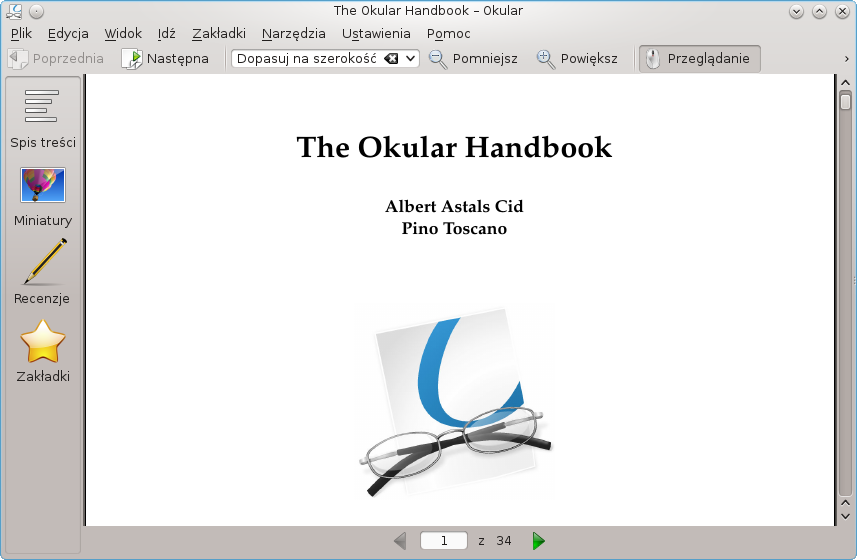 The Okular Handbook – Okular
Plik Edycja Widok Idź Zakładki Narzędzia Ustawienia Pomoc
Poprzednia Następna Dopasuj na szerokość Pomniejsz Powiększ Przeglądanie
Spis treści
Miniatury
Recenzje
Zakładki
The Okular Handbook
Albert Astals Cid
Pino Toscano
1 z 34